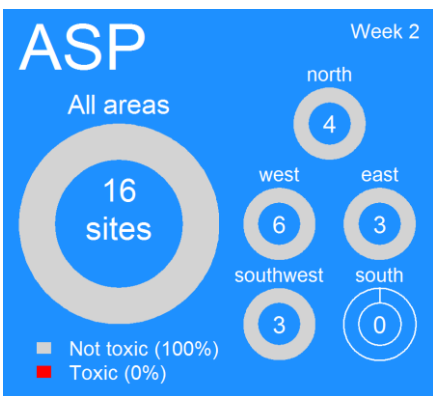 ASP
Week 2
All areas
16
sites
north
4
west
6
east
3
southwest
3
south
0
Not toxic (100%)
Toxic (0%)